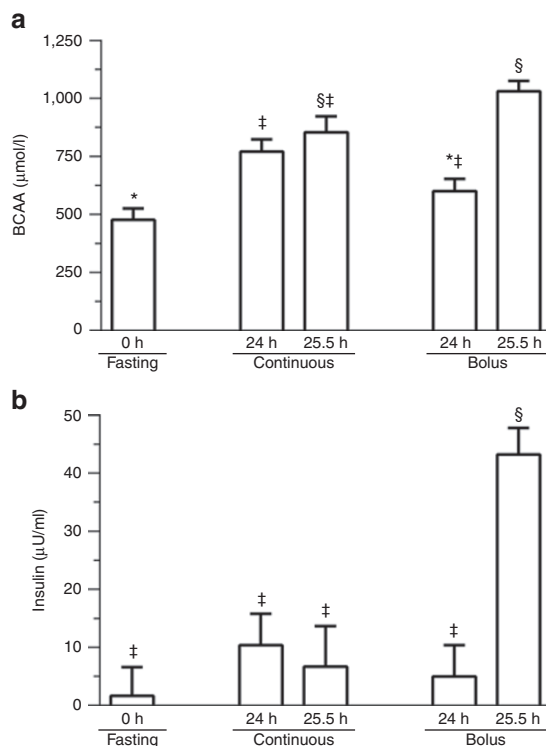 a
1,250
1,000
750
500
250
0
BCAA (µmol/l)
*
‡
§‡
*‡
§
0 h
24 h
25.5 h
24 h
25.5 h
Fasting
Continuous
Bolus
b
50
40
30
20
10
0
Insulin (µU/ml)
‡
‡
‡
‡
§
0 h
24 h
25.5 h
24 h
25.5 h
Fasting
Continuous
Bolus